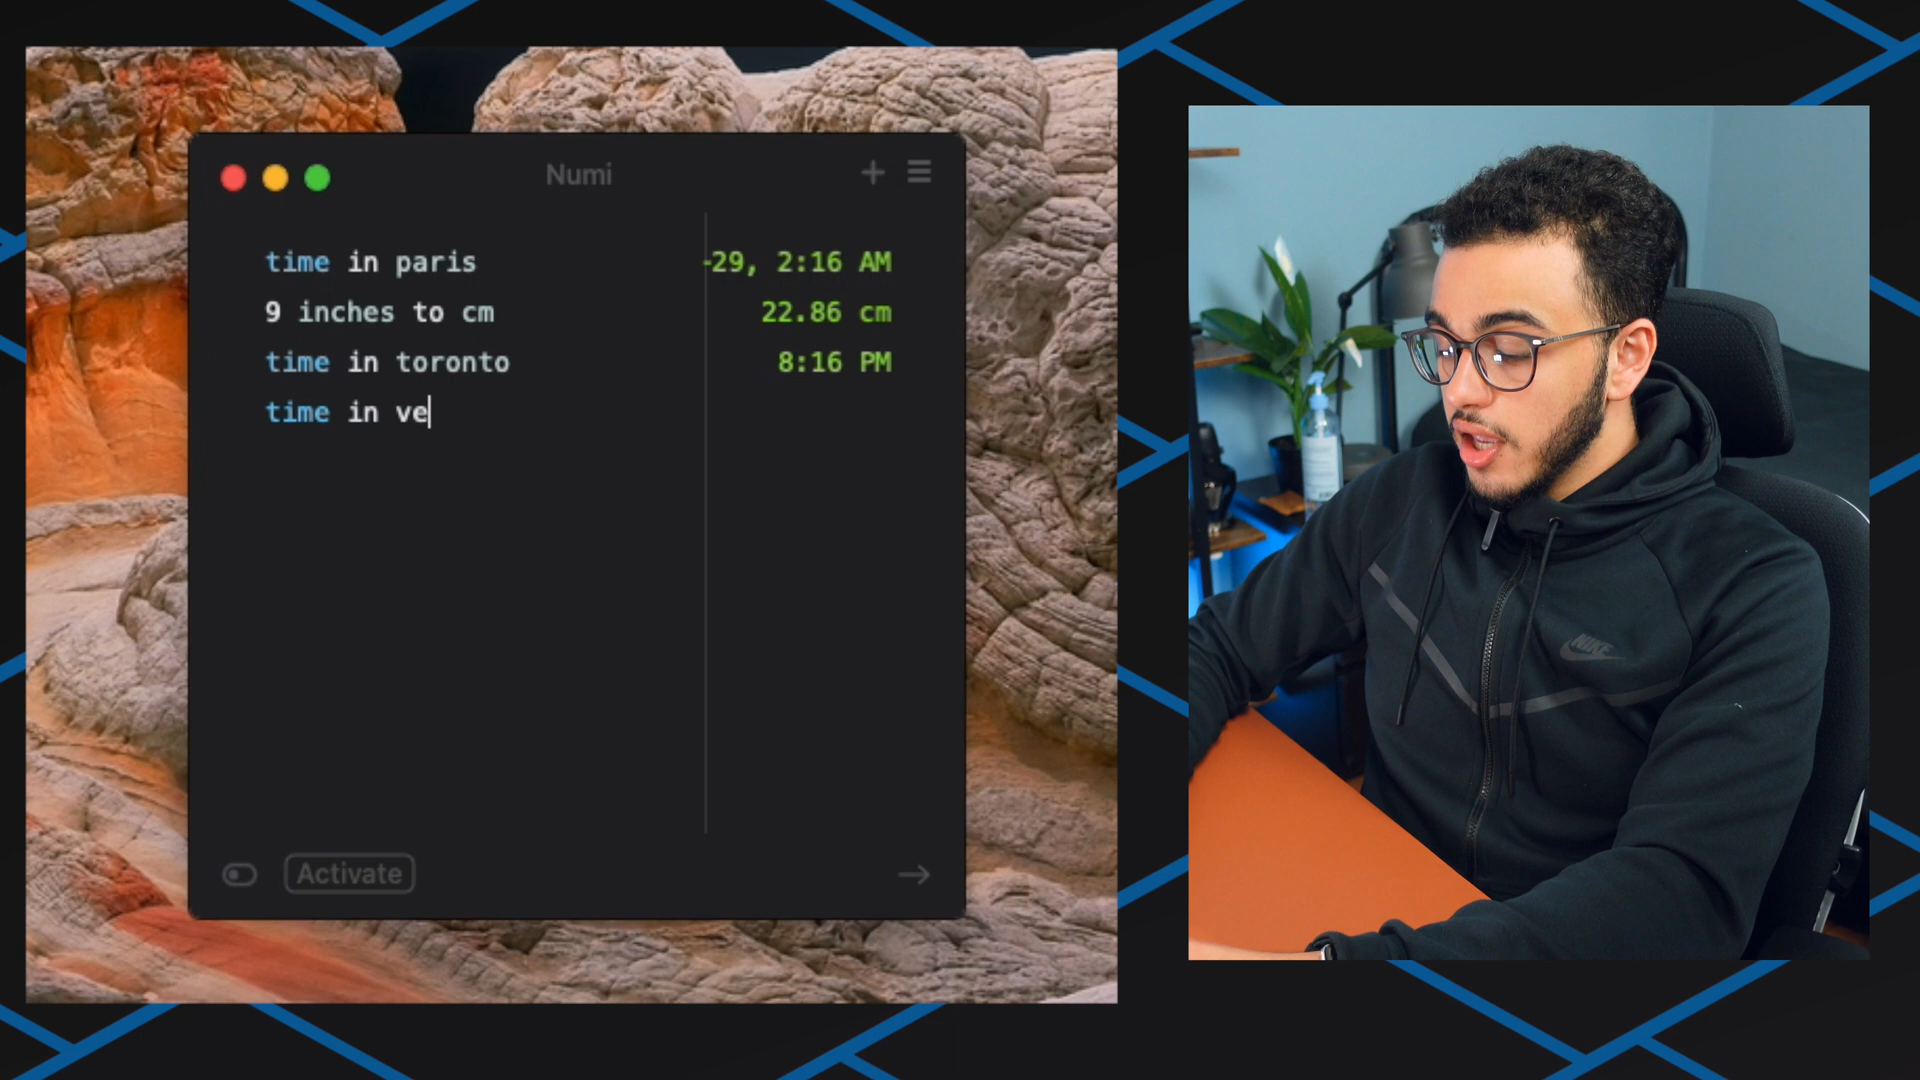 Numi
time in paris
-29, 2:16 AM
9 inches to cm
22.86 cm
time in toronto
8:16 PM
time in ve
Activate
NIKE